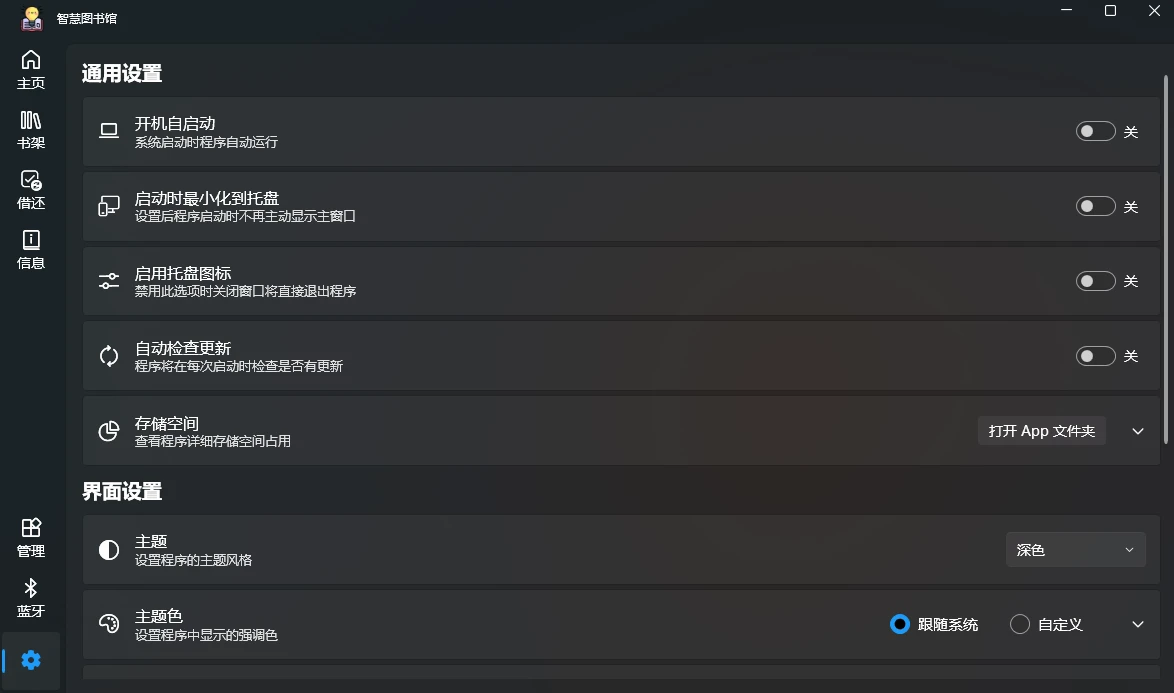 智慧图书馆
主页
书架
借还
信息
管理
蓝牙
通用设置
开机自启动
系统启动时程序自动运行
关
启动时最小化到托盘
设置后程序启动时不再主动显示主窗口
关
启用托盘图标
禁用此选项时关闭窗口将直接退出程序
关
自动检查更新
程序将在每次启动时检查是否有更新
关
存储空间
查看程序详细存储空间占用
打开 App 文件夹
界面设置
主题
设置程序的主题风格
深色
主题色
设置程序中显示的强调色
跟随系统
自定义